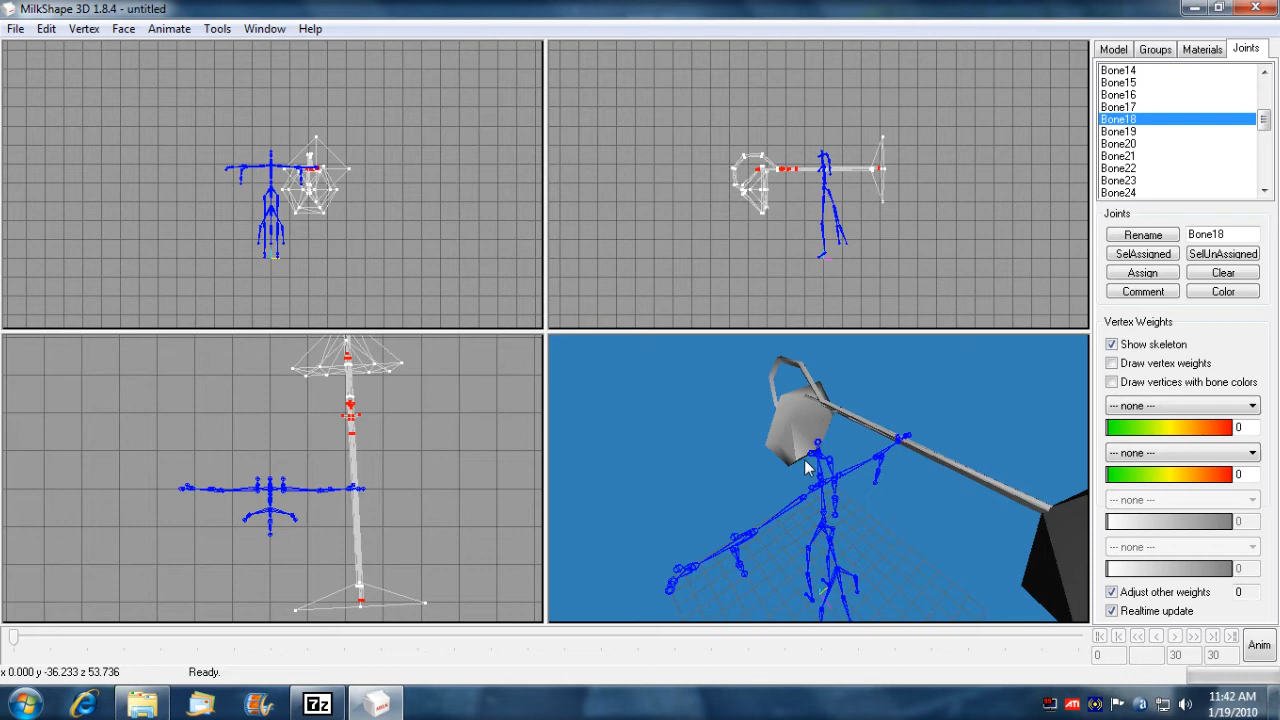 MilkShape 3D 1.8.4 - untitled
File Edit Vertex Face Animate Tools Window Help
Model Groups Materials Joints
Bone14
Bone15
Bone16
Bone17
Bone18
Bone19
Bone20
Bone21
Bone22
Bone23
Bone24
Joints
Rename Bone18
SelAssigned SelUnAssigned
Assign Clear
Comment Color
Vertex Weights
Show skeleton
Draw vertex weights
Draw vertices with bone colors
--- none ---
0
--- none ---
0
--- none ---
0
--- none ---
0
Adjust other weights 0
Realtime update
0 30 30 Anim
x 0.000 y -36.233 z 53.736 Ready.
7z
ATI
11:42 AM
1/19/2010